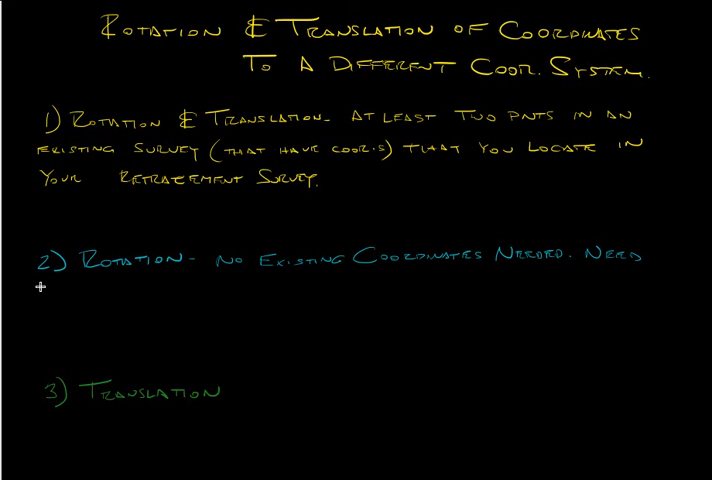 ROTATION & TRANSLATION OF COORDINATES
TO A DIFFERENT COOR. SYSTEM.
1) ROTATION & TRANSLATION- AT LEAST TWO PNTS IN AN
EXISTING SURVEY (THAT HAVE COOR.S) THAT YOU LOCATE IN
YOUR RETRACEMENT SURVEY.
2) ROTATION- NO EXISTING COORDINATES NEEDED. NEED
3) TRANSLATION